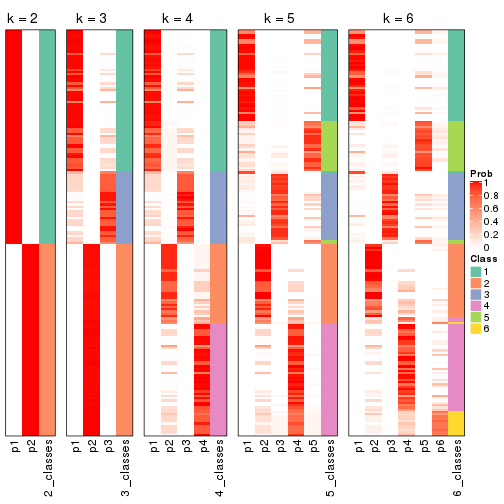 k = 2
k = 3
k = 4
k = 5
k = 6
Prob
1
0.8
0.6
0.4
0.2
0
Class
1
2
3
4
5
6
p1
p2
2_classes
p1
p2
p3
3_classes
p1
p2
p3
p4
4_classes
p1
p2
p3
p4
p5
5_classes
p1
p2
p3
p4
p5
p6
6_classes